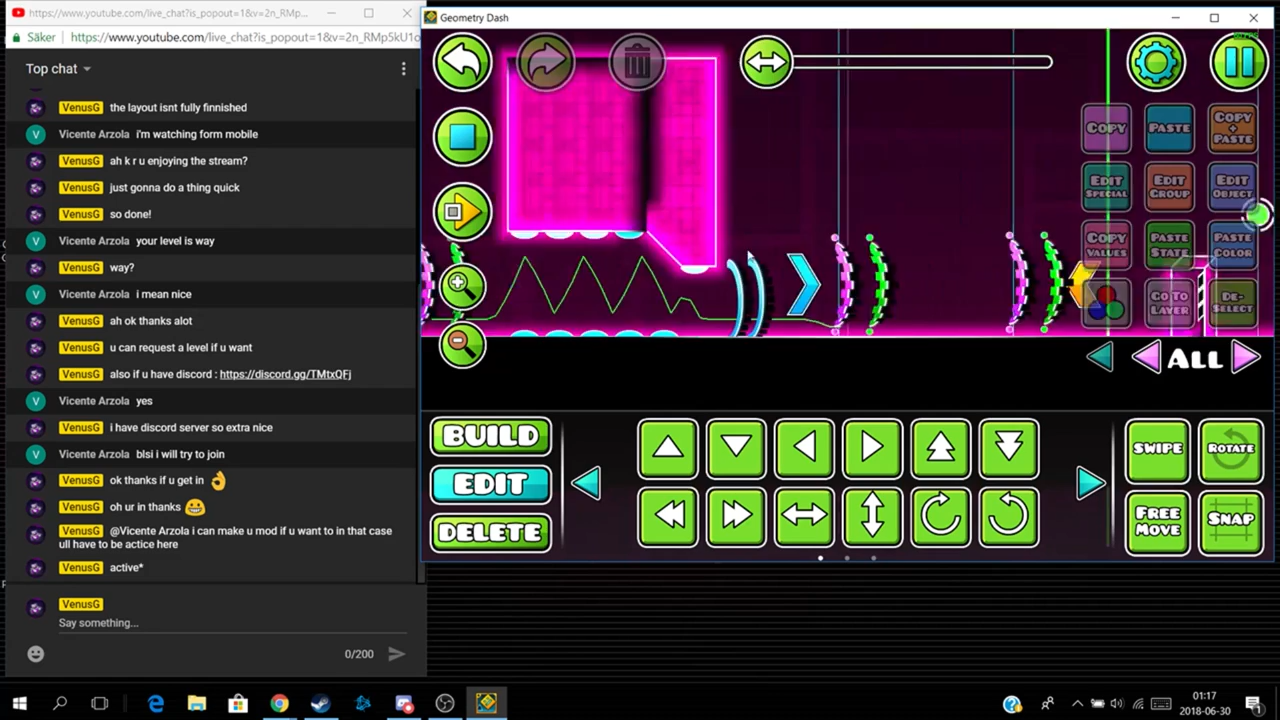 https://www.youtube.com/live_chat?is_popout=1&v=2n_RMp...
Säker
https://www.youtube.com/live_chat?is_popout=1&v=2n_RMp5kU1
Top chat
VenusG the layout isnt fully finnished
Vicente Arzola i'm watching form mobile
VenusG ah k r u enjoying the stream?
VenusG just gonna do a thing quick
VenusG so done!
Vicente Arzola your level is way
VenusG way?
Vicente Arzola i mean nice
VenusG ah ok thanks alot
VenusG u can request a level if u want
VenusG also if u have discord : https://discord.gg/TMtxQFj
Vicente Arzola yes
VenusG i have discord server so extra nice
Vicente Arzola blsi i will try to join
VenusG ok thanks if u get in 👌
VenusG oh ur in thanks 😀
VenusG @Vicente Arzola i can make u mod if u want to in that case
ull have to be actice here
VenusG active*
VenusG
Say something...
0/200
Geometry Dash
COPY
PASTE
COPY
+
PASTE
EDIT
SPECIAL
EDIT
GROUP
EDIT
OBJECT
COPY
VALUES
PASTE
STATE
PASTE
COLOR
GO TO
LAYER
DE-
SELECT
ALL
BUILD
EDIT
DELETE
SWIPE
ROTATE
FREE
MOVE
SNAP
01:17
2018-06-30